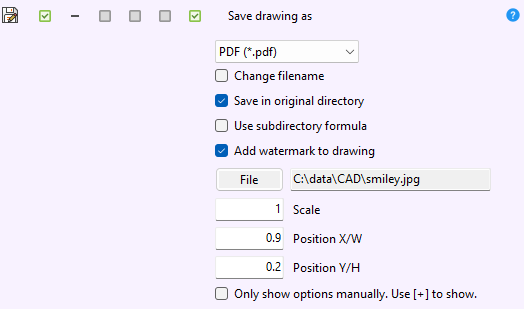 Save drawing as
?
PDF (*.pdf)
Change filename
Save in original directory
Use subdirectory formula
Add watermark to drawing
File C:\data\CAD\smiley.jpg
1 Scale
0.9 Position X/W
0.2 Position Y/H
Only show options manually. Use [+] to show.